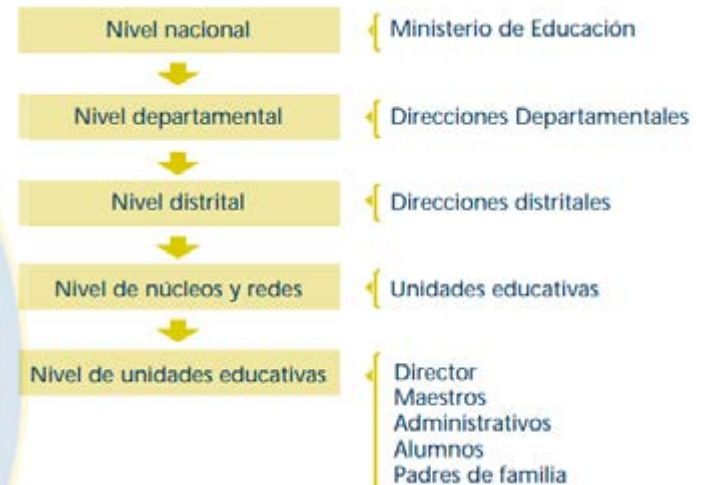 Nivel nacional
Ministerio de Educación
Nivel departamental
Direcciones Departamentales
Nivel distrital
Direcciones distritales
Nivel de núcleos y redes
Unidades educativas
Nivel de unidades educativas
Director
Maestros
Administrativos
Alumnos
Padres de familia